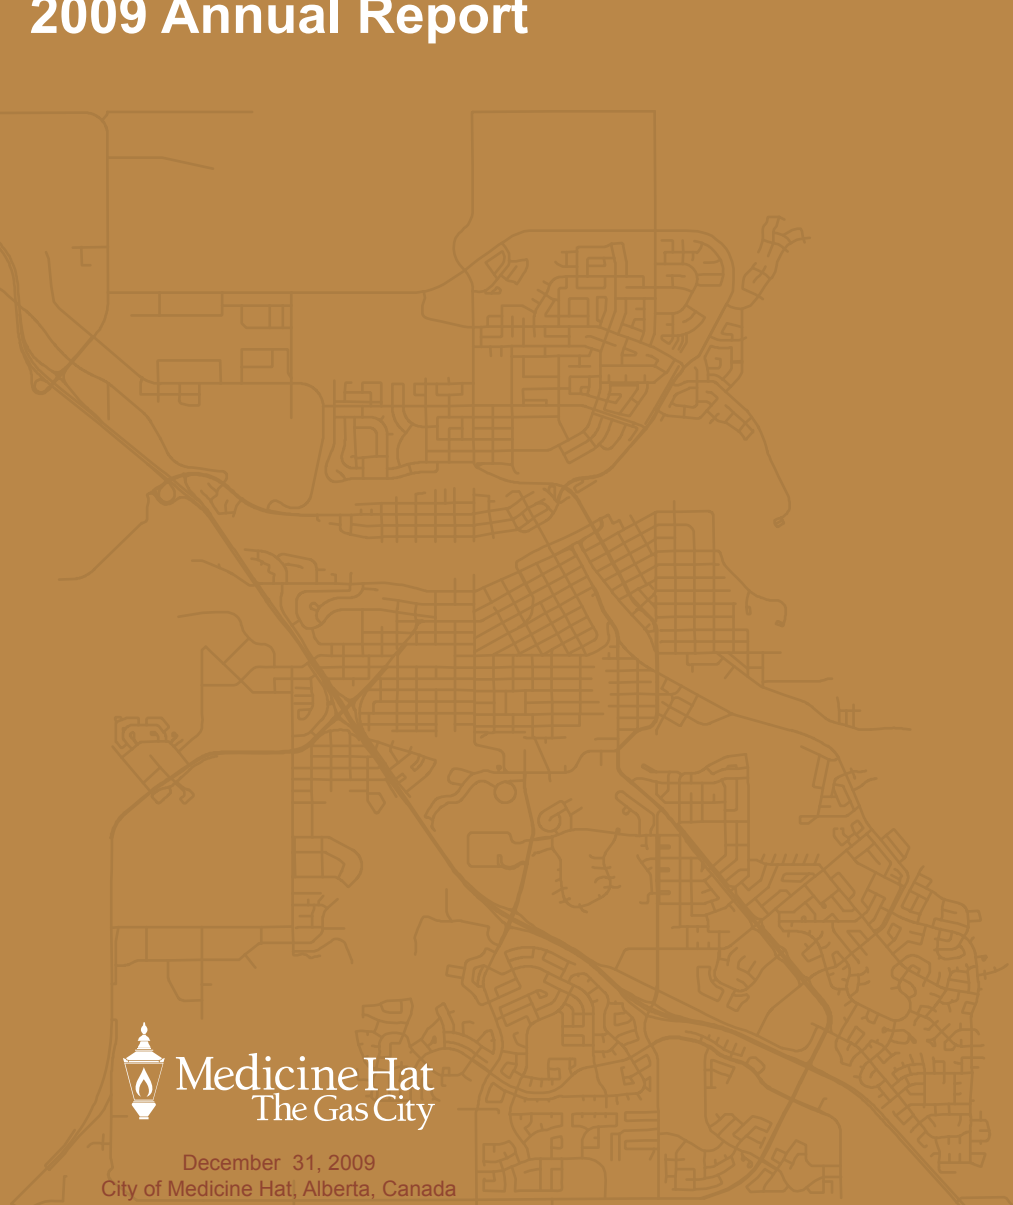 2009 Annual Report
Medicine Hat
The Gas City
December 31, 2009
City of Medicine Hat, Alberta, Canada